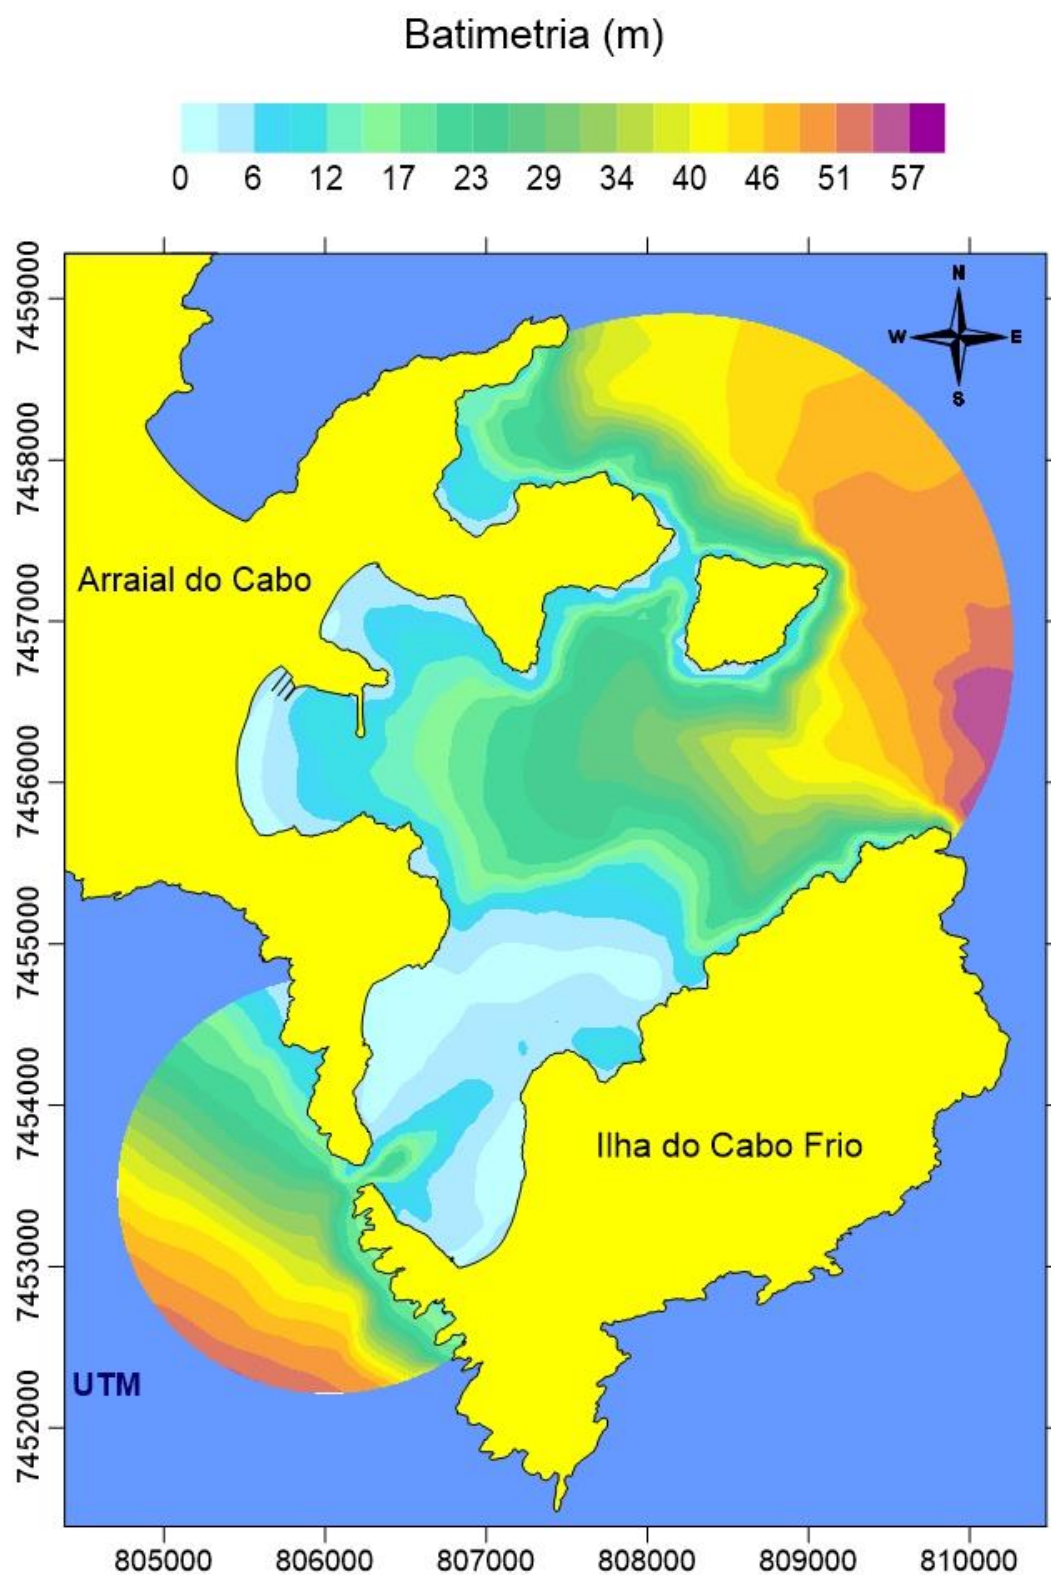 Batimetria (m)
0 6 12 17 23 29 34 40 46 51 57
N
W E
S
7459000
7458000
Arraial do Cabo
7457000
7456000
7455000
7454000
Ilha do Cabo Frio
7453000
UTM
7452000
805000 806000 807000 808000 809000 810000